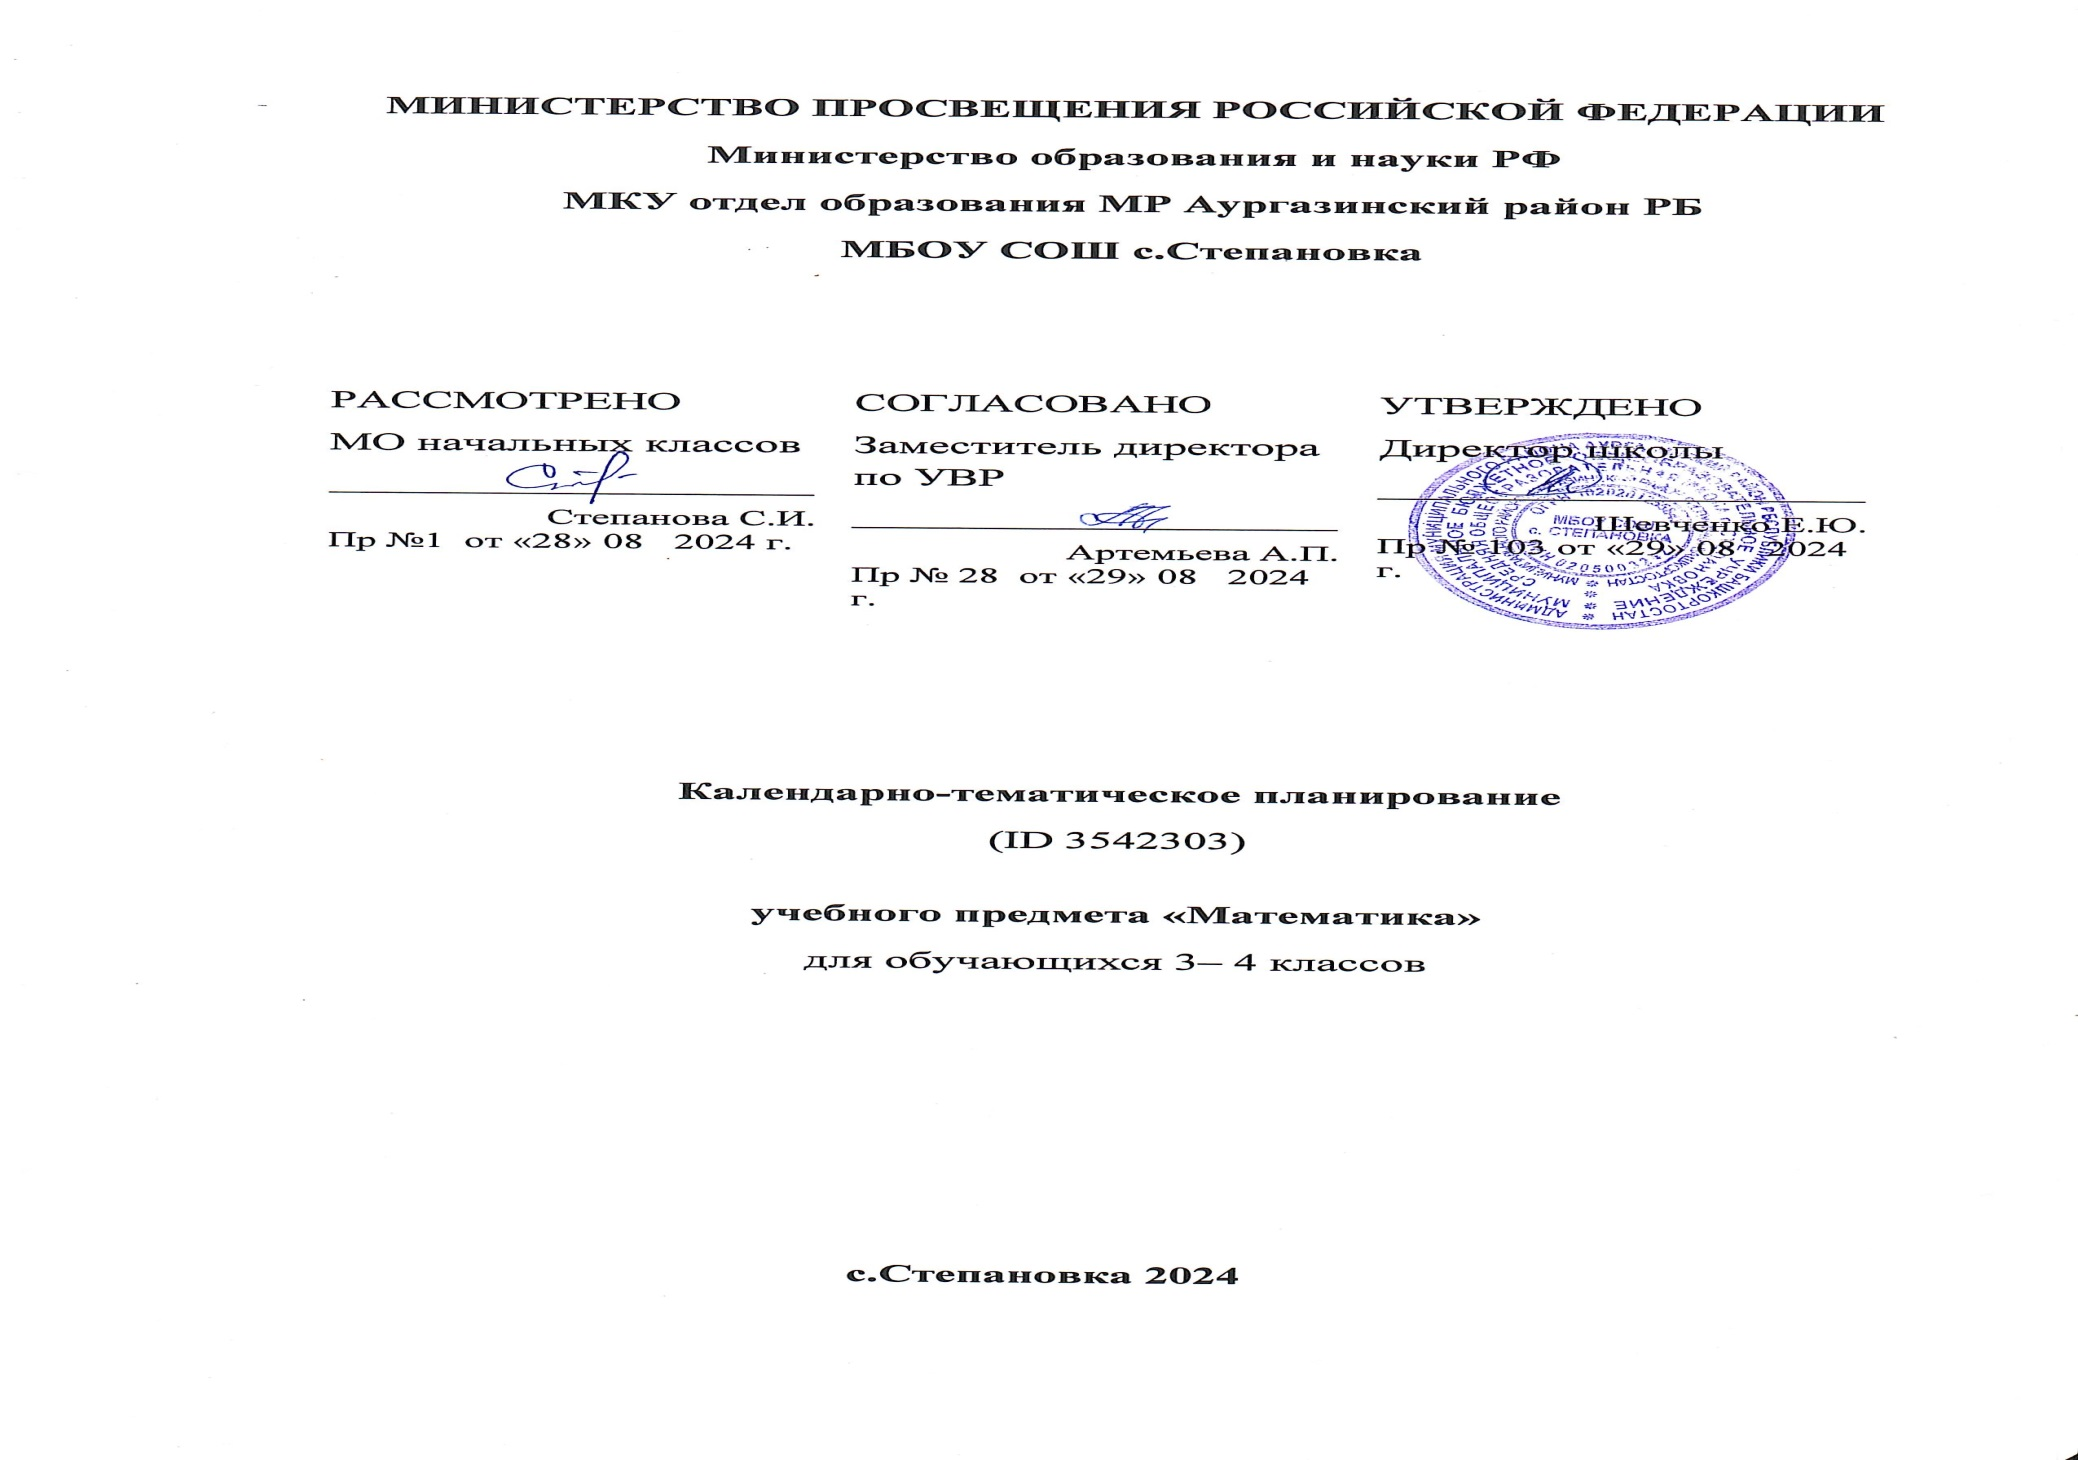 МИНИСТЕРСТВО ПРОСВЕЩЕНИЯ РОССИЙСКОЙ ФЕДЕРАЦИИ
Министерство образования и науки РФ
МКУ отдел образования МР Аургазинский район РБ
МБОУ СОШ с.Степановка
РАССМОТРЕНО
МО начальных классов
Степанова С.И.
Пр №1 от «28» 08 2024 г.
СОГЛАСОВАНО
Заместитель директора
по УВР
Артемьева А.П.
Пр № 28 от «29» 08 2024
г.
УТВЕРЖДЕНО
Директор школы
Шевченко Е.Ю.
Пр № 103 от «29» 08 2024
г.
МБОУ СОШ
с. СТЕПАНОВКА
Календарно-тематическое планирование
(ID 3542303)
учебного предмета «Математика»
для обучающихся 3– 4 классов
с.Степановка 2024